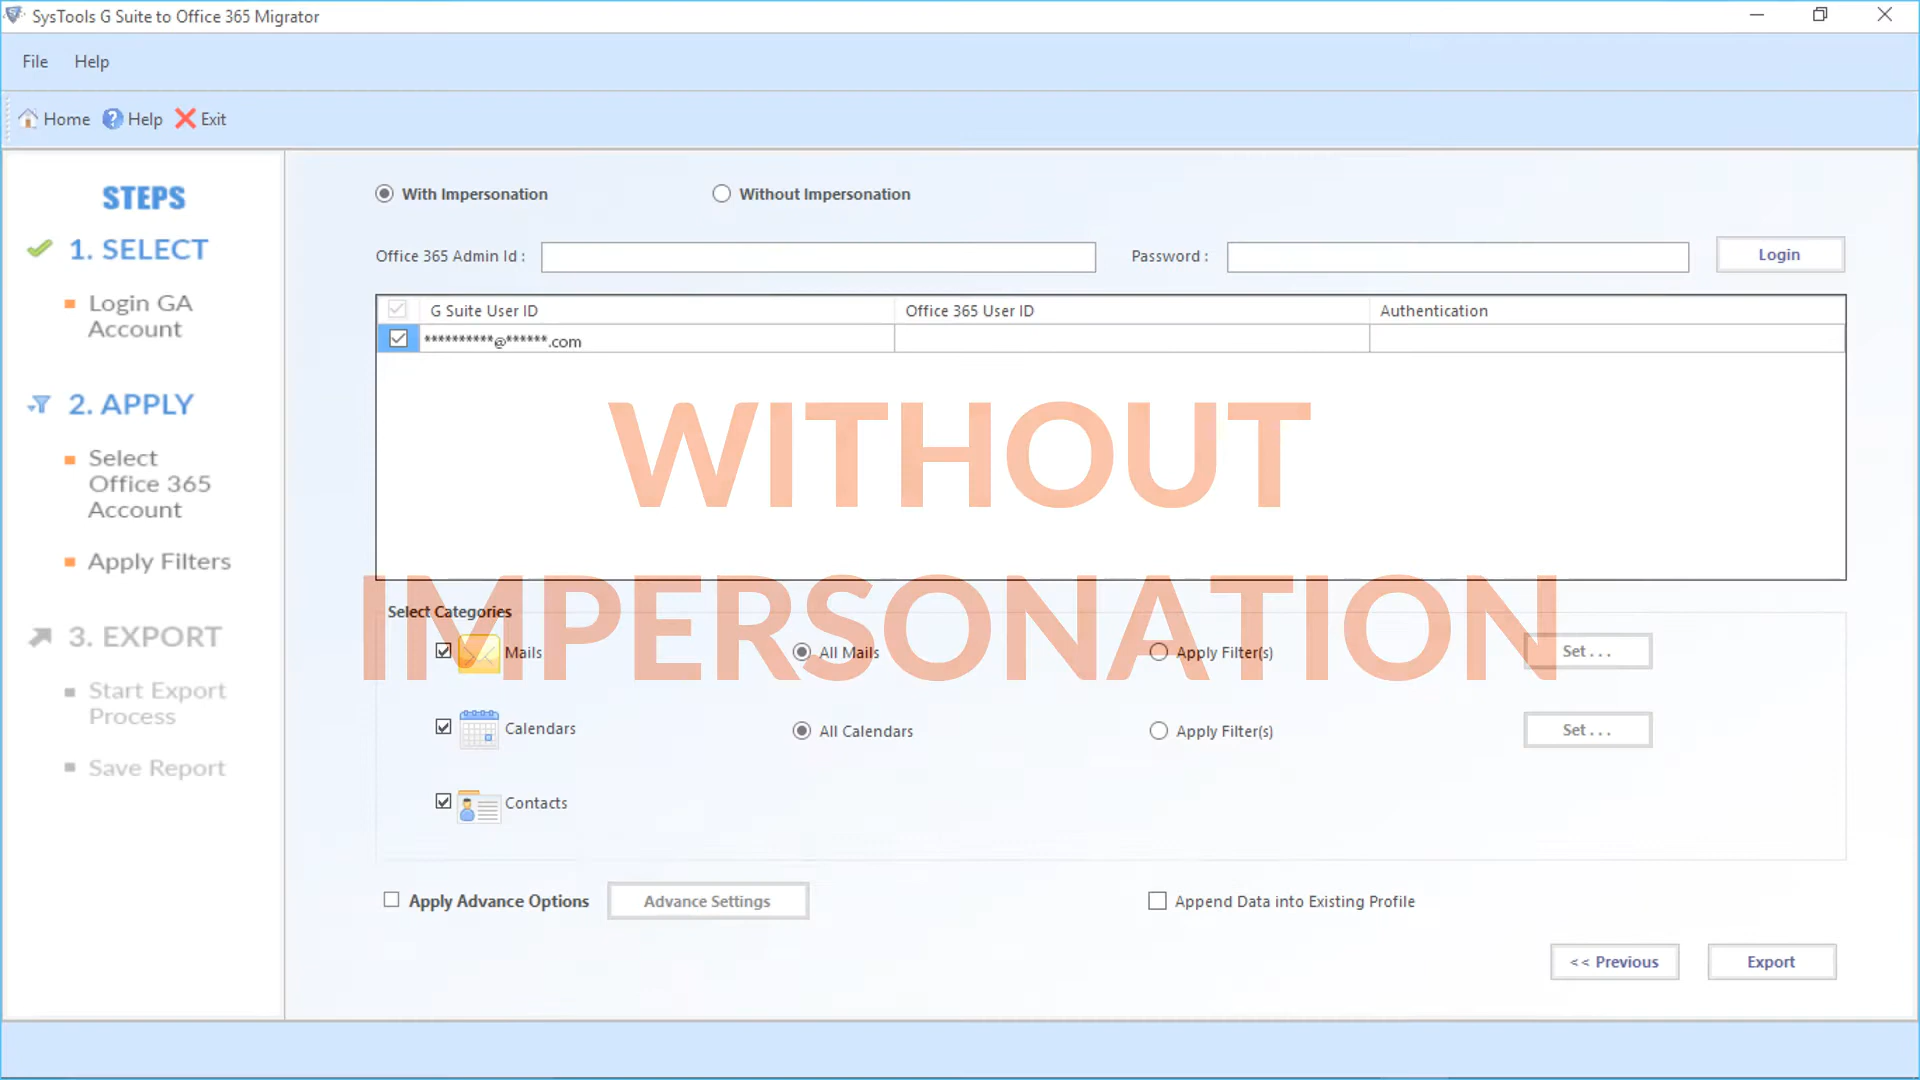 SysTools G Suite to Office 365 Migrator
File Help
Home Help Exit
STEPS
1. SELECT
Login GA
Account
2. APPLY
Select
Office 365
Account
Apply Filters
3. EXPORT
Start Export
Process
Save Report
With Impersonation Without Impersonation
Office 365 Admin Id : Password : Login
G Suite User ID Office 365 User ID Authentication
**********@******.com
WITHOUT
IMPERSONATION
Select Categories
Mails All Mails Apply Filter(s) Set . . .
Calendars All Calendars Apply Filter(s) Set . . .
Contacts
Apply Advance Options Advance Settings Append Data into Existing Profile
<< Previous Export